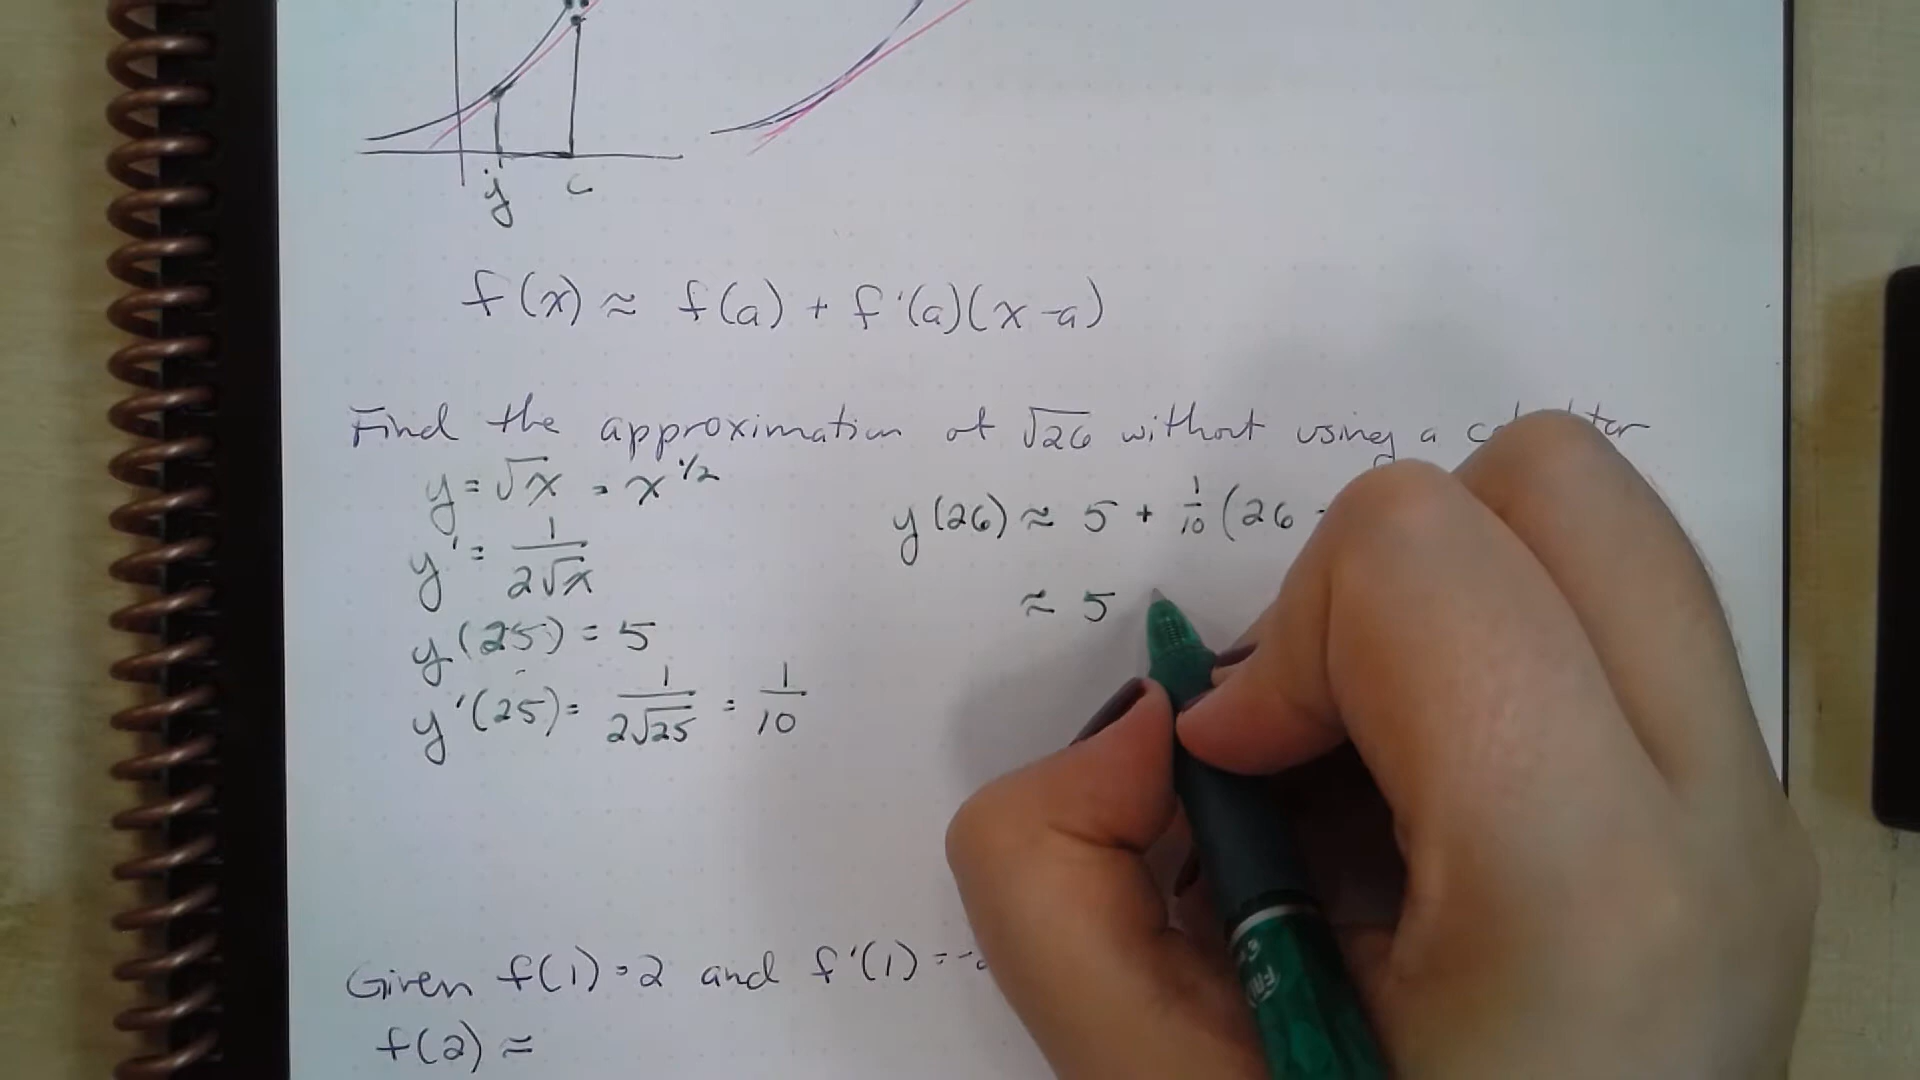 y c
f(x) ≈ f(a) + f'(a)(x-a)
Find the approximation of √26 without using a
y = √x = x^1/2
y' = 1/2√x
y(25) = 5
y'(25) = 1/2√25 = 1/10
y(26) ≈ 5 + 1/10 (26 -
≈ 5
Given f(1) = 2 and f'(1) = -
f(2) ≈